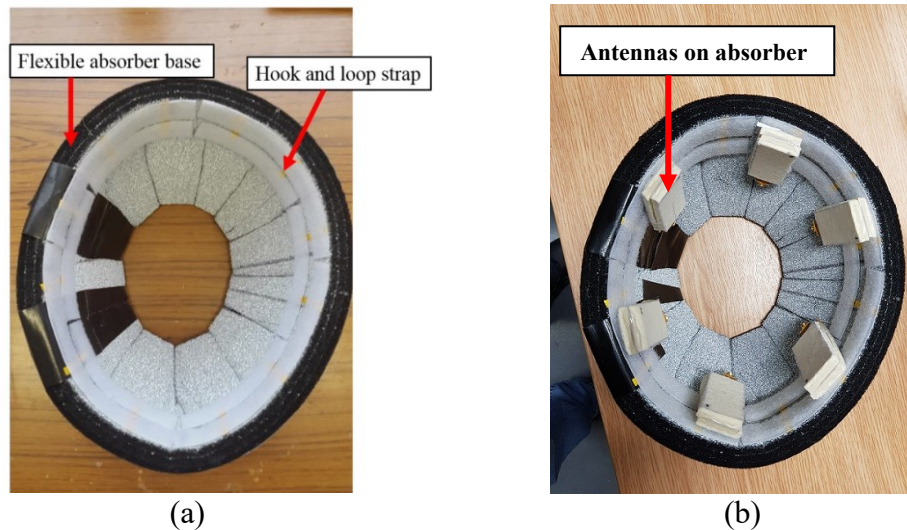 Flexible absorber base
Hook and loop strap
Antennas on absorber
(a)
(b)